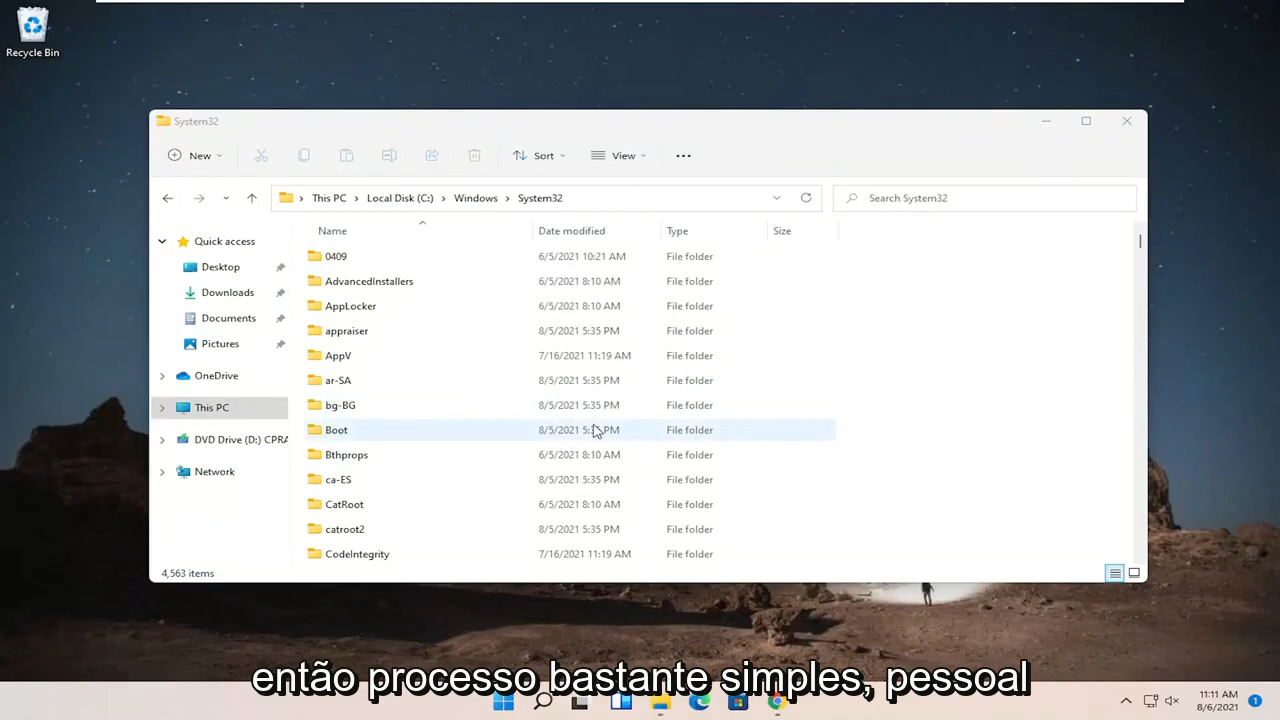 Recycle Bin
System32
New
Sort
View
This PC
Local Disk (C:)
Windows
System32
Search System32
Name
Date modified
Type
Size
Quick access
Desktop
Downloads
Documents
Pictures
OneDrive
This PC
DVD Drive (D:) CPRA
Network
0409 6/5/2021 10:21 AM File folder
AdvancedInstallers 6/5/2021 8:10 AM File folder
AppLocker 6/5/2021 8:10 AM File folder
appraiser 8/5/2021 5:35 PM File folder
AppV 7/16/2021 11:19 AM File folder
ar-SA 8/5/2021 5:35 PM File folder
bg-BG 8/5/2021 5:35 PM File folder
Boot 8/5/2021 PM File folder
Bthprops 6/5/2021 8:10 AM File folder
ca-ES 8/5/2021 5:35 PM File folder
CatRoot 6/5/2021 8:10 AM File folder
catroot2 8/5/2021 5:35 PM File folder
CodeIntegrity 7/16/2021 11:19 AM File folder
4,563 items
então processo bastante simples, pessoal
11:11 AM
8/6/2021
1